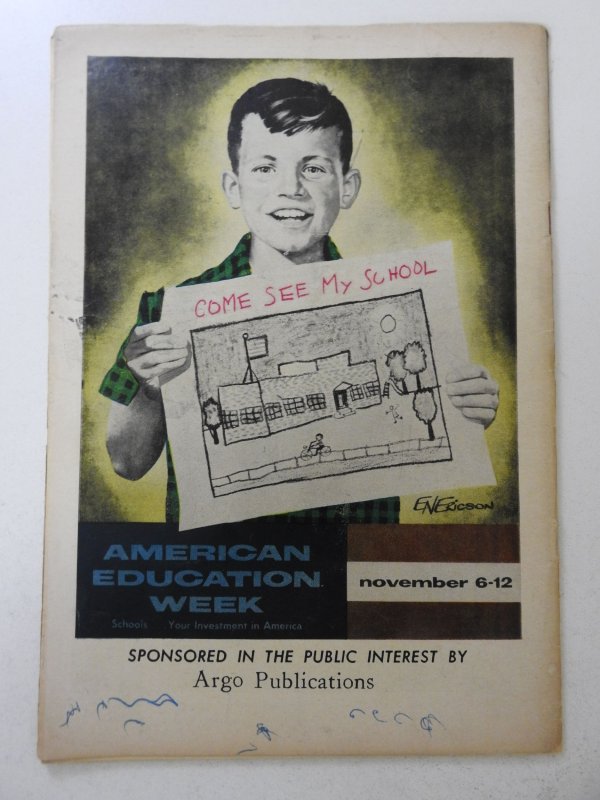 COME SEE MY SCHOOL
ENERICSON
AMERICAN
EDUCATION
WEEK
Schools Your Investment in America
november 6-12
SPONSORED IN THE PUBLIC INTEREST BY
Argo Publications